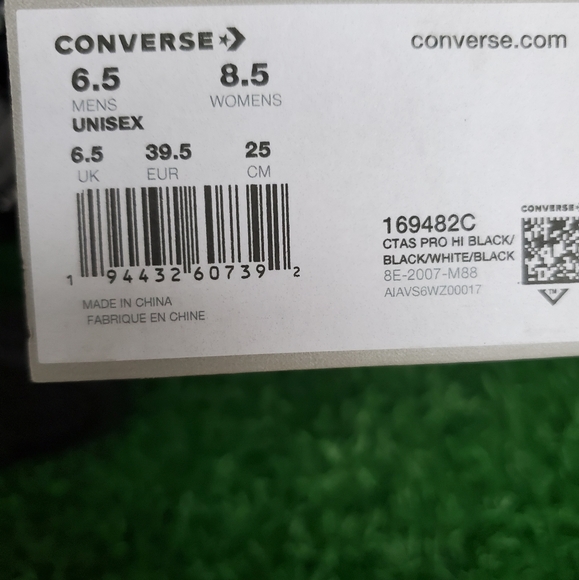 CONVERSE
converse.com
6.5 8.5
MENS WOMENS
UNISEX
6.5 39.5 25
UK EUR CM
1 94432 60739 2
MADE IN CHINA
FABRIQUE EN CHINE
CONVERSE
169482C
CTAS PRO HI BLACK/
BLACK/WHITE/BLACK
8E-2007-M88
AIAVS6WZ00017
TM